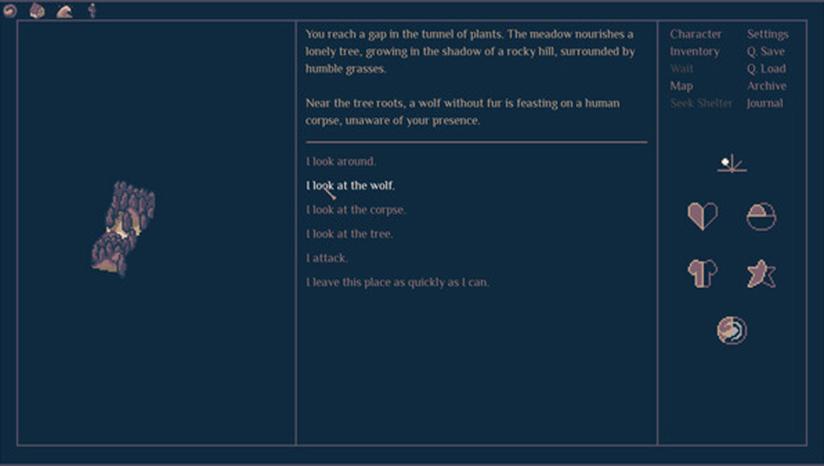 You reach a gap in the tunnel of plants. The meadow nourishes a
lonely tree, growing in the shadow of a rocky hill, surrounded by
humble grasses.
Near the tree roots, a wolf without fur is feasting on a human
corpse, unaware of your presence.
I look around.
I look at the wolf.
I look at the corpse.
I look at the tree.
I attack.
I leave this place as quickly as I can.
Character Settings
Inventory Q. Save
Wait Q. Load
Map Archive
Seek Shelter Journal